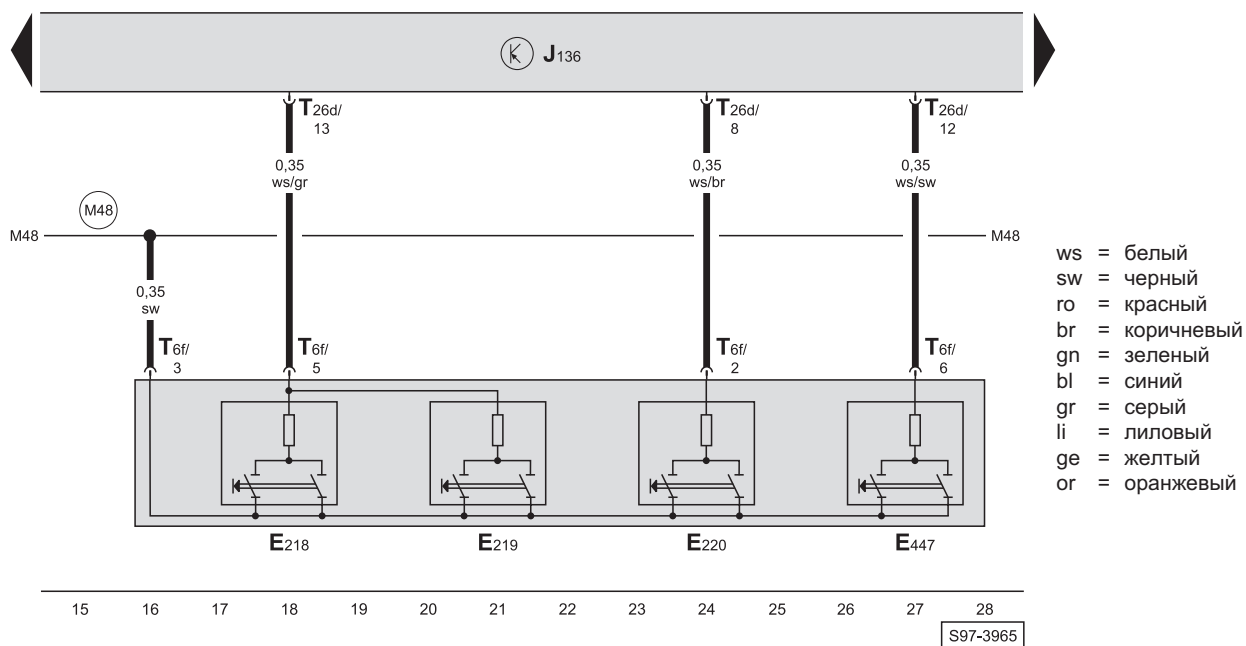 J136
T26d/ T26d/ T26d/
13 8 12
0,35 0,35 0,35
ws/gr ws/br ws/sw
M48
M48 M48
0,35
sw
T6f/ T6f/ T6f/ T6f/
3 5 2 6
E218 E219 E220 E447
15 16 17 18 19 20 21 22 23 24 25 26 27 28
S97-3965
ws = белый
sw = черный
ro = красный
br = коричневый
gn = зеленый
bl = синий
gr = серый
li = лиловый
ge = желтый
or = оранжевый